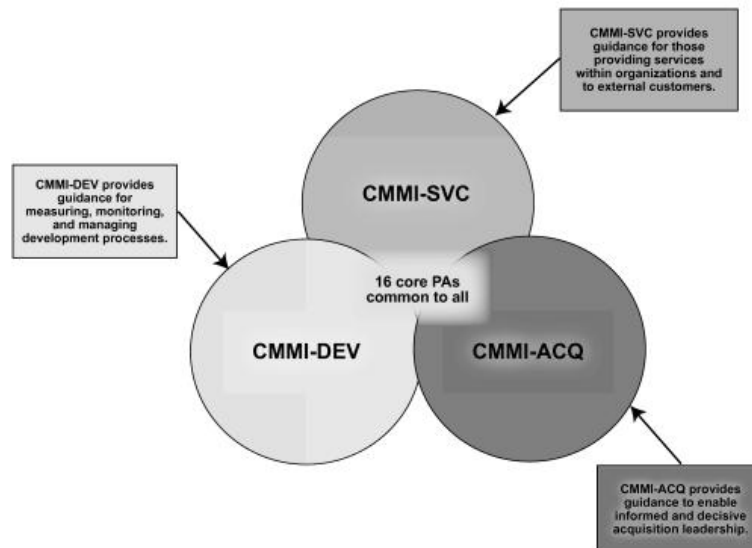 CMMI-SVC provides
guidance for those
providing services
within organizations and
to external customers.
CMMI-SVC
CMMI-DEV provides
guidance for
measuring, monitoring,
and managing
development processes.
16 core PAs
common to all
CMMI-DEV
CMMI-ACQ
CMMI-ACQ provides
guidance to enable
informed and decisive
acquisition leadership.